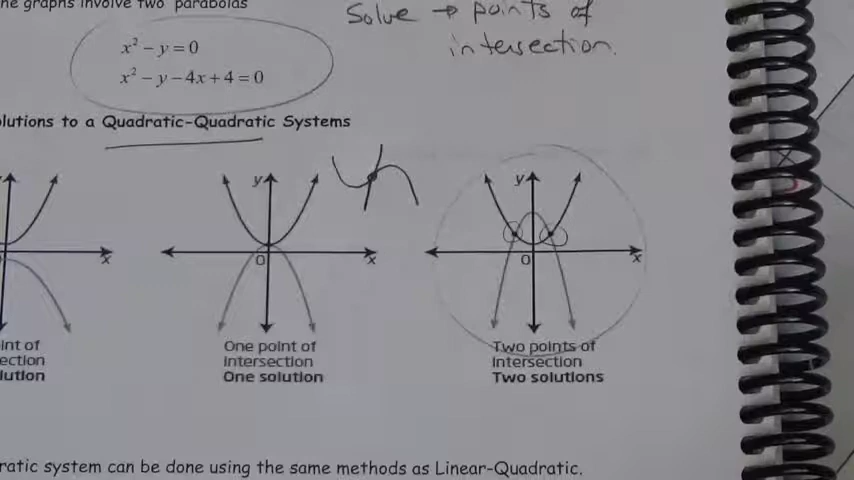 he graphs involve two parabolas
Solve → points of
intersection.
x² – y = 0
x² – y – 4x + 4 = 0
lutions to a Quadratic-Quadratic Systems
y
x
y
O
x
y
O
x
int of
ection
lution
One point of
intersection
One solution
Two points of
intersection
Two solutions
ratic system can be done using the same methods as Linear-Quadratic.